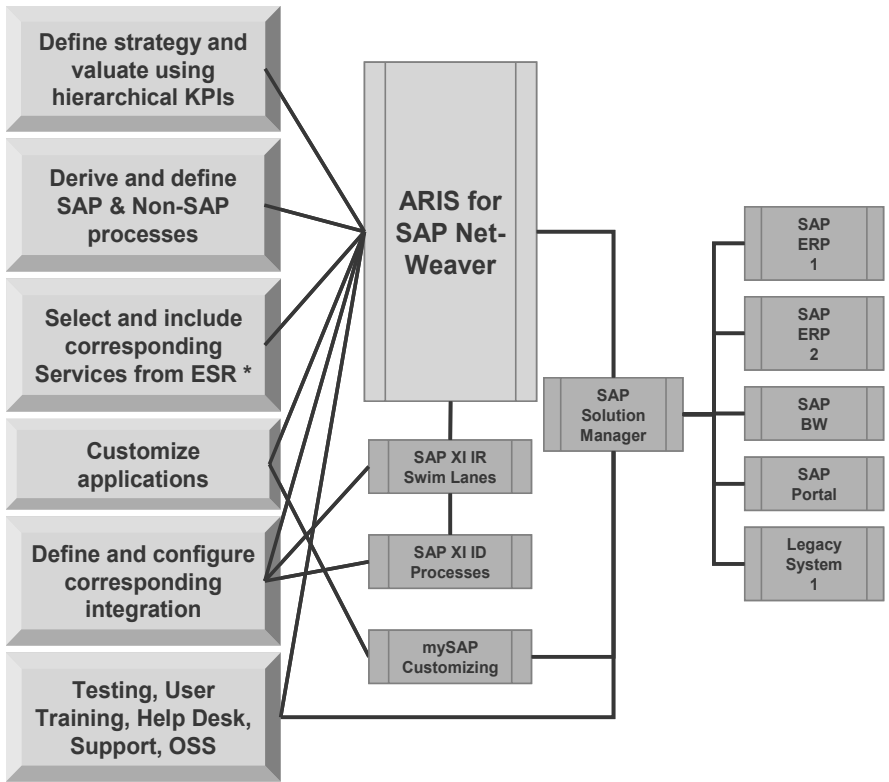 Define strategy and
valuate using
hierarchical KPIs
Derive and define
SAP & Non-SAP
processes
Select and include
corresponding
Services from ESR *
Customize
applications
Define and configure
corresponding
integration
Testing, User
Training, Help Desk,
Support, OSS
ARIS for
SAP Net-
Weaver
SAP XI IR
Swim Lanes
SAP XI ID
Processes
mySAP
Customizing
SAP
Solution
Manager
SAP
ERP
1
SAP
ERP
2
SAP
BW
SAP
Portal
Legacy
System
1